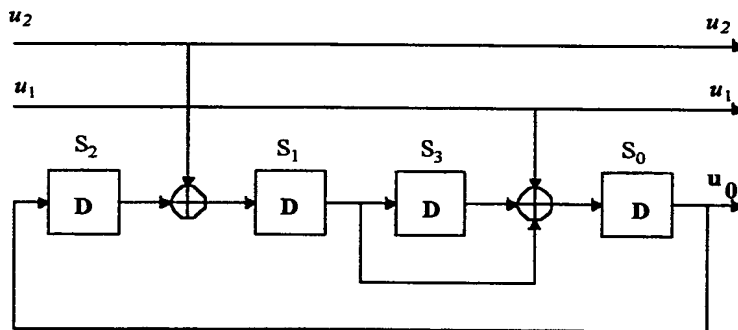 u₂ u₂
u₁ u₁
S₂ S₁ S₃ S₀
D D D D u₀